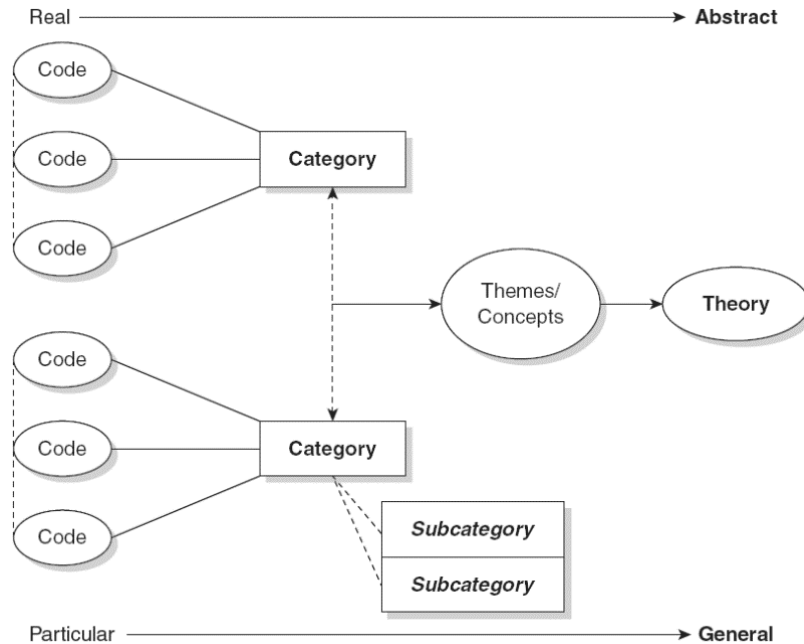 Real
Abstract
Code
Code
Category
Code
Themes/
Concepts
Theory
Code
Code
Category
Code
Subcategory
Subcategory
Particular
General